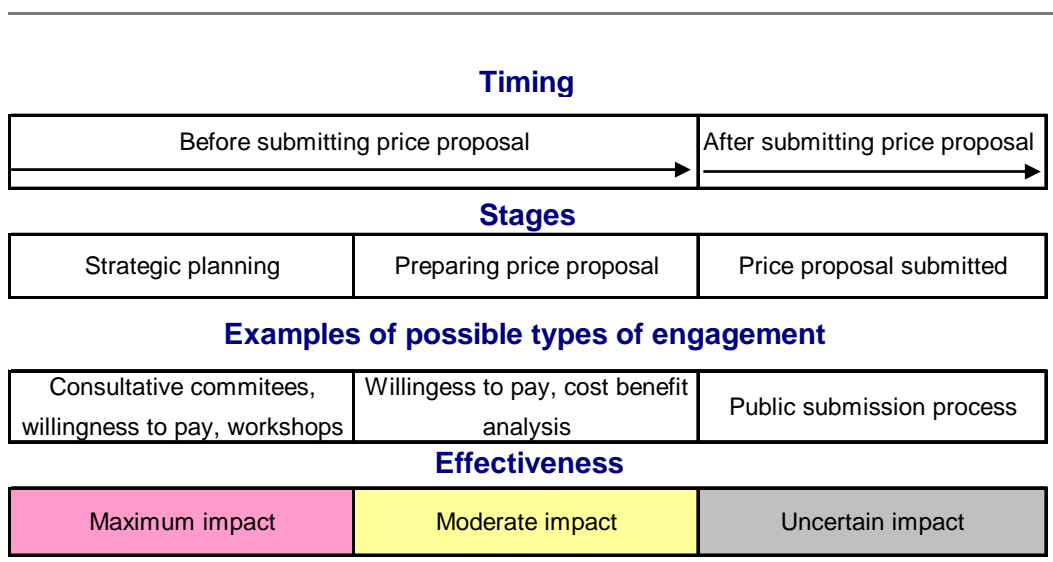 Timing
Before submitting price proposal
After submitting price proposal
Stages
Strategic planning
Preparing price proposal
Price proposal submitted
Examples of possible types of engagement
Consultative commitees,
willingness to pay, workshops
Willingess to pay, cost benefit
analysis
Public submission process
Effectiveness
Maximum impact
Moderate impact
Uncertain impact